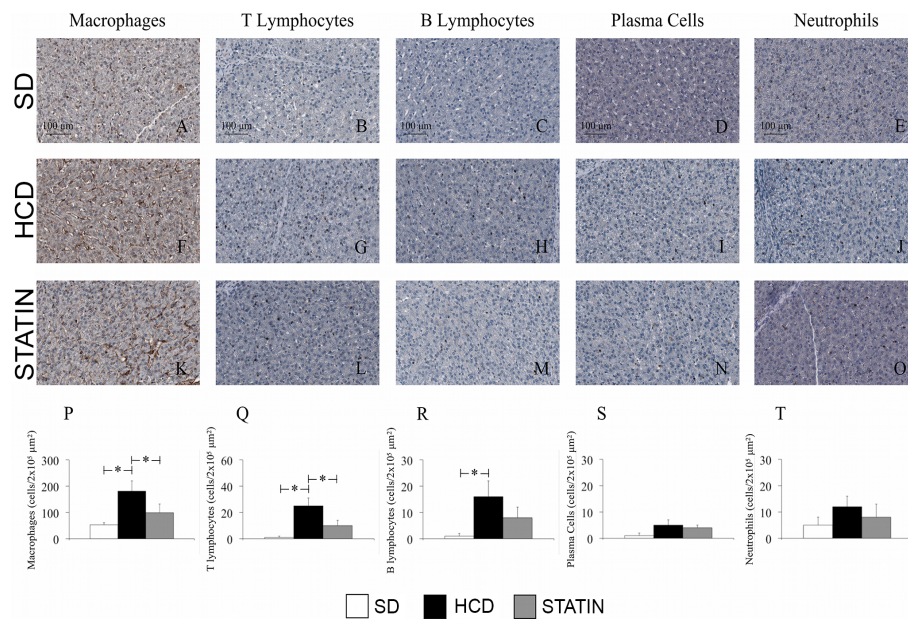 Macrophages T Lymphocytes B Lymphocytes Plasma Cells Neutrophils
SD
100 µm A 100 µm B 100 µm C 100 µm D 100 µm E
HCD
F G H I J
STATIN
K L M N O
P Q R S T
Macrophages (cells/2x10⁵ µm²)
300
200
100
0
* *
T lymphocytes (cells/2x10⁵ µm²)
60
40
20
0
* *
B lymphocytes (cells/2x10⁵ µm²)
30
20
10
0
*
Plasma Cells (cells/2x10⁵ µm²)
30
20
10
0
Neutrophils (cells/2x10⁵ µm²)
30
20
10
0
SD HCD STATIN